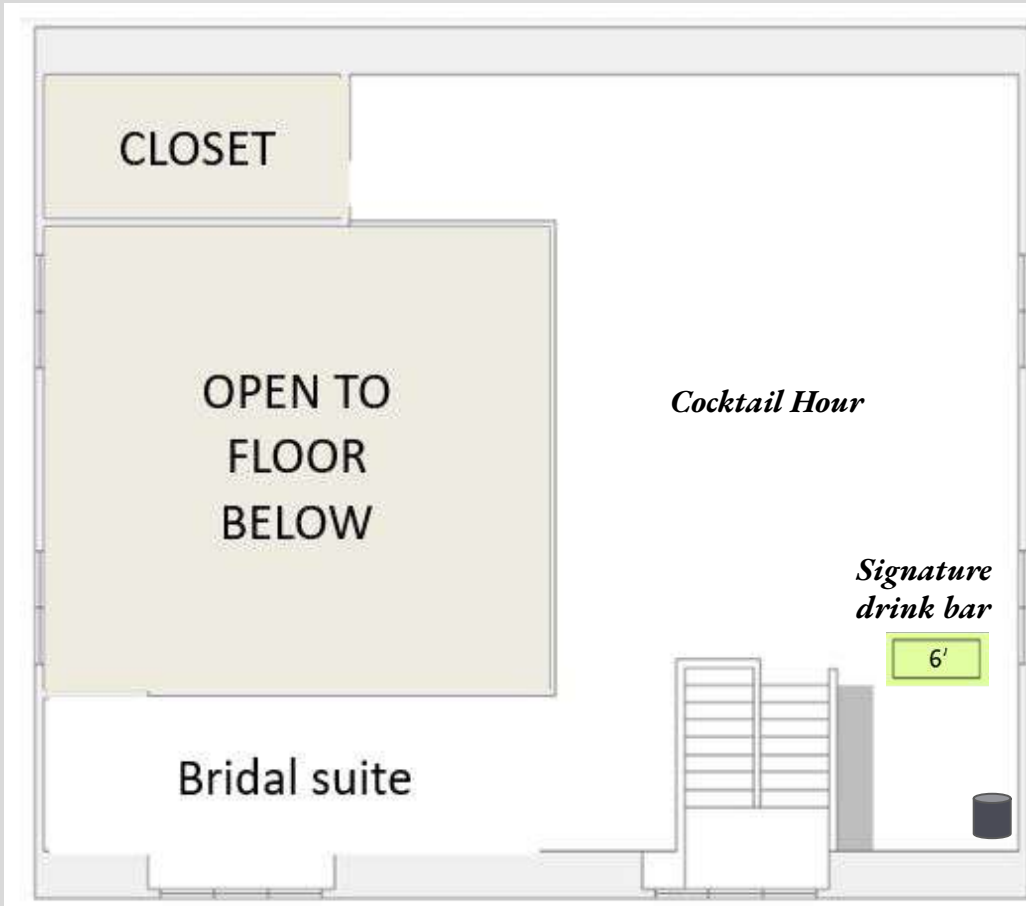 CLOSET
OPEN TO
FLOOR
BELOW
Cocktail Hour
Signature
drink bar
6'
Bridal suite